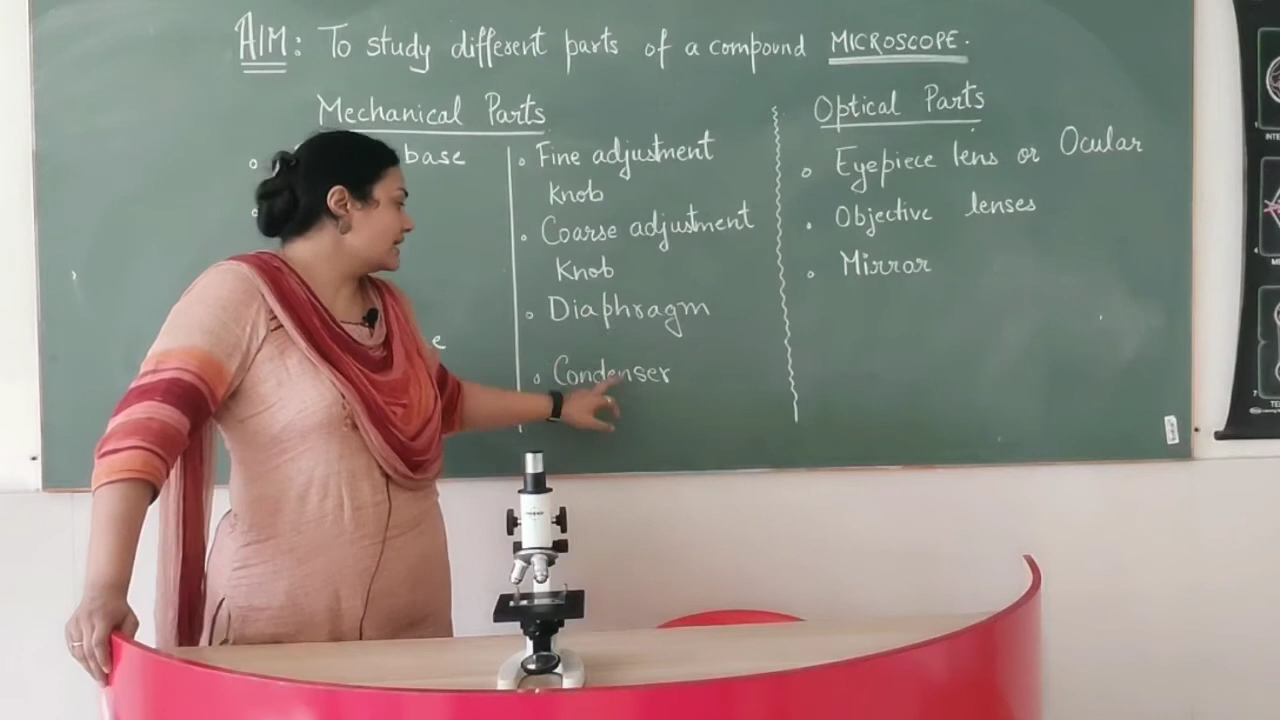 AIM: To study different parts of a compound MICROSCOPE.
Mechanical Parts
base
e
Fine adjustment
Knob
Coarse adjustment
Knob
Diaphragm
Condenser
Optical Parts
Eyepiece lens or Ocular
Objective lenses
Mirror